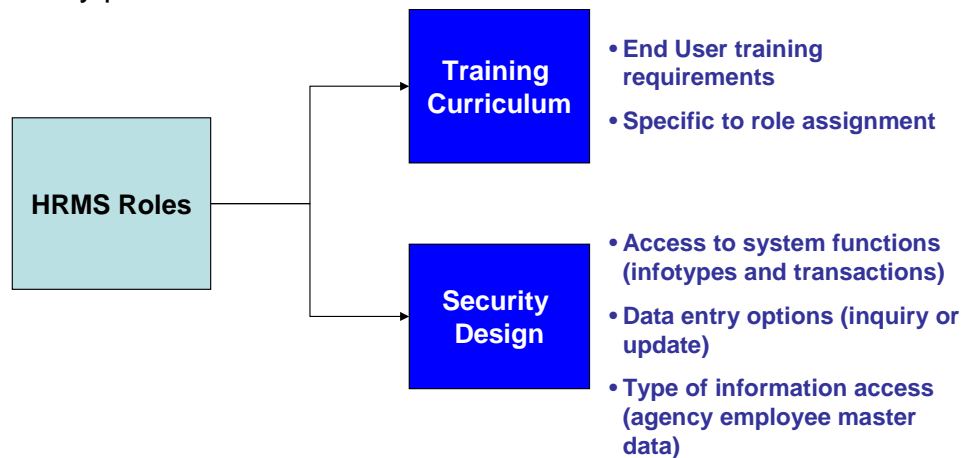 HRMS Roles
Training
Curriculum
• End User training
requirements
• Specific to role assignment
Security
Design
• Access to system functions
(infotypes and transactions)
• Data entry options (inquiry or
update)
• Type of information access
(agency employee master
data)